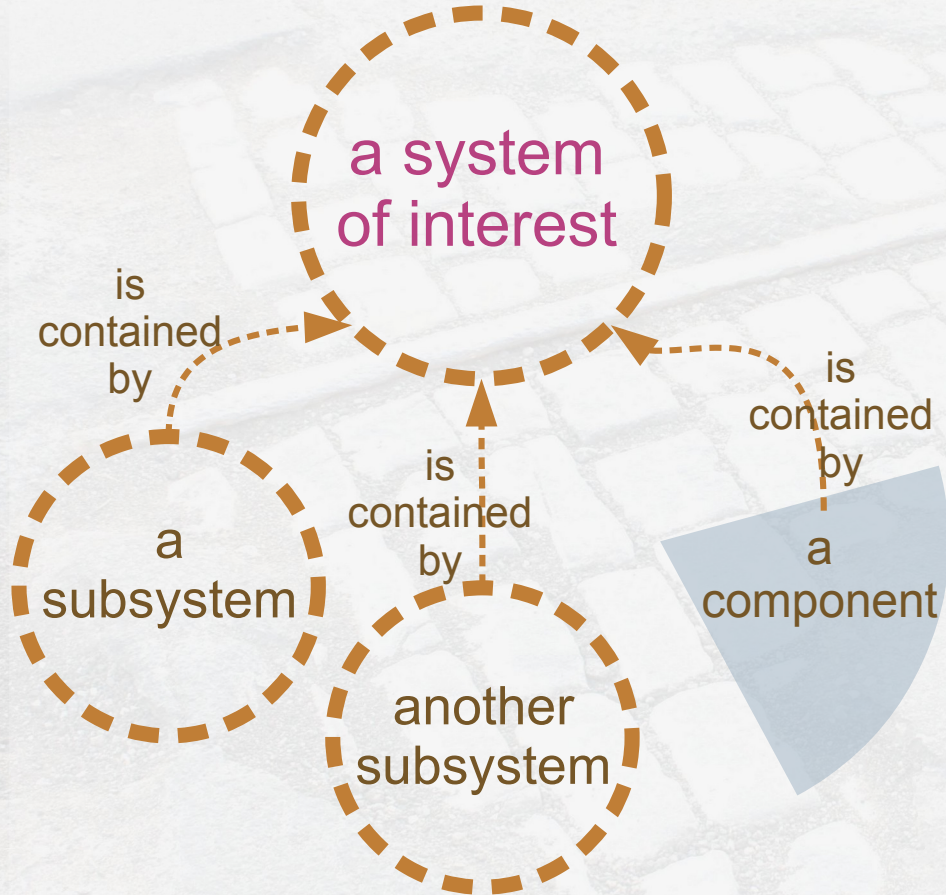 a system
of interest
is
contained
by
is
contained
by
is
contained
by
a
subsystem
another
subsystem
a
component